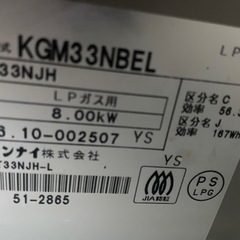 式 KGM33NBEL LP
33NJH
LPガス用
8.00kW
区分名 C
効率 56.
区分名 J
効率 167Wh
6.10-002507 YS
ンナイ株式会社
T33NJH-L
YS
JIA認証
PS LPG
51-2865